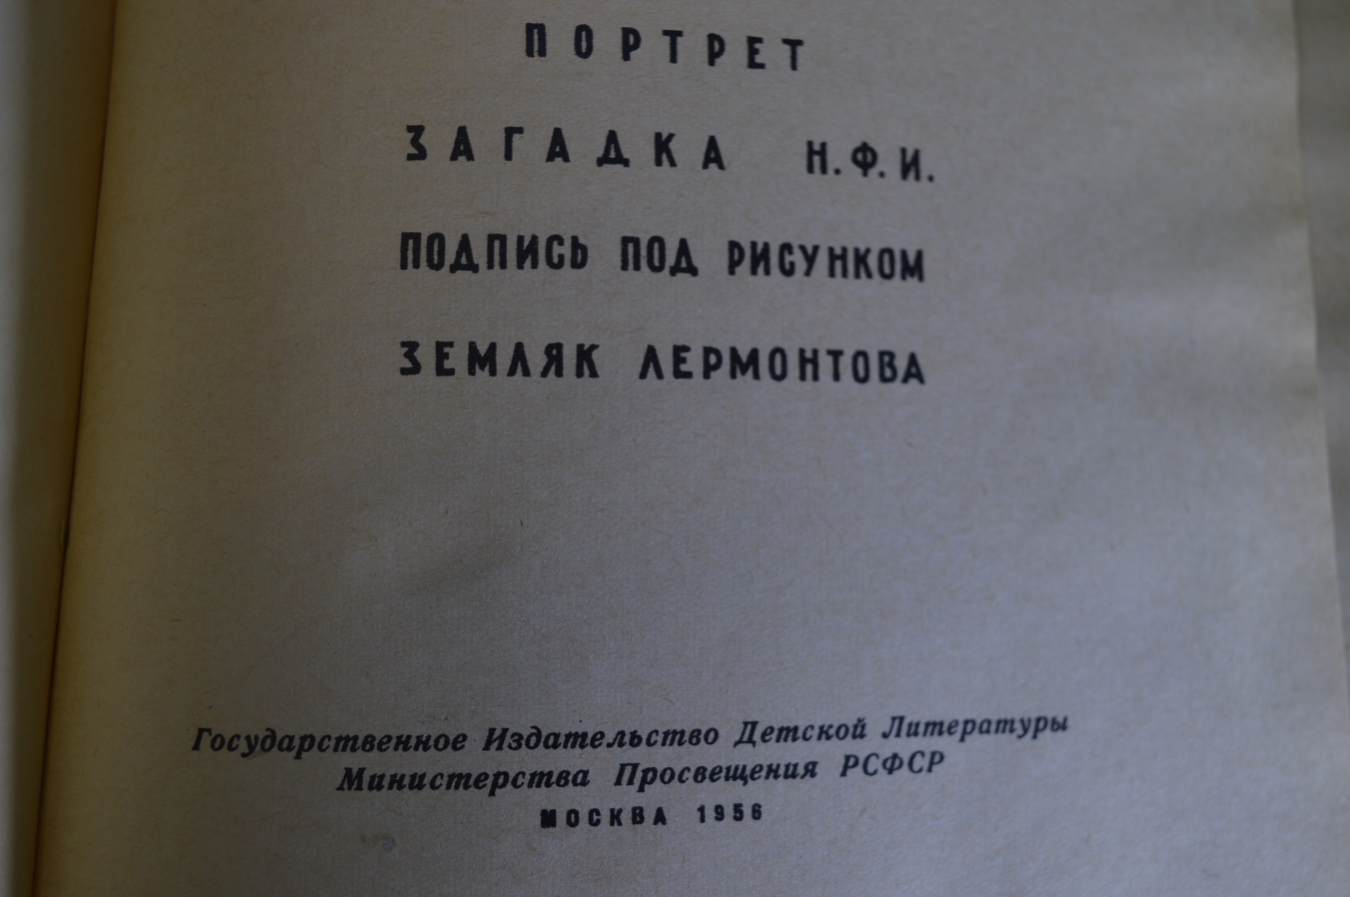 ПОРТРЕТ
ЗАГАДКА Н.Ф.И.
ПОДПИСЬ ПОД РИСУНКОМ
ЗЕМЛЯК ЛЕРМОНТОВА
Государственное Издательство Детской Литературы
Министерства Просвещения РСФСР
МОСКВА 1956